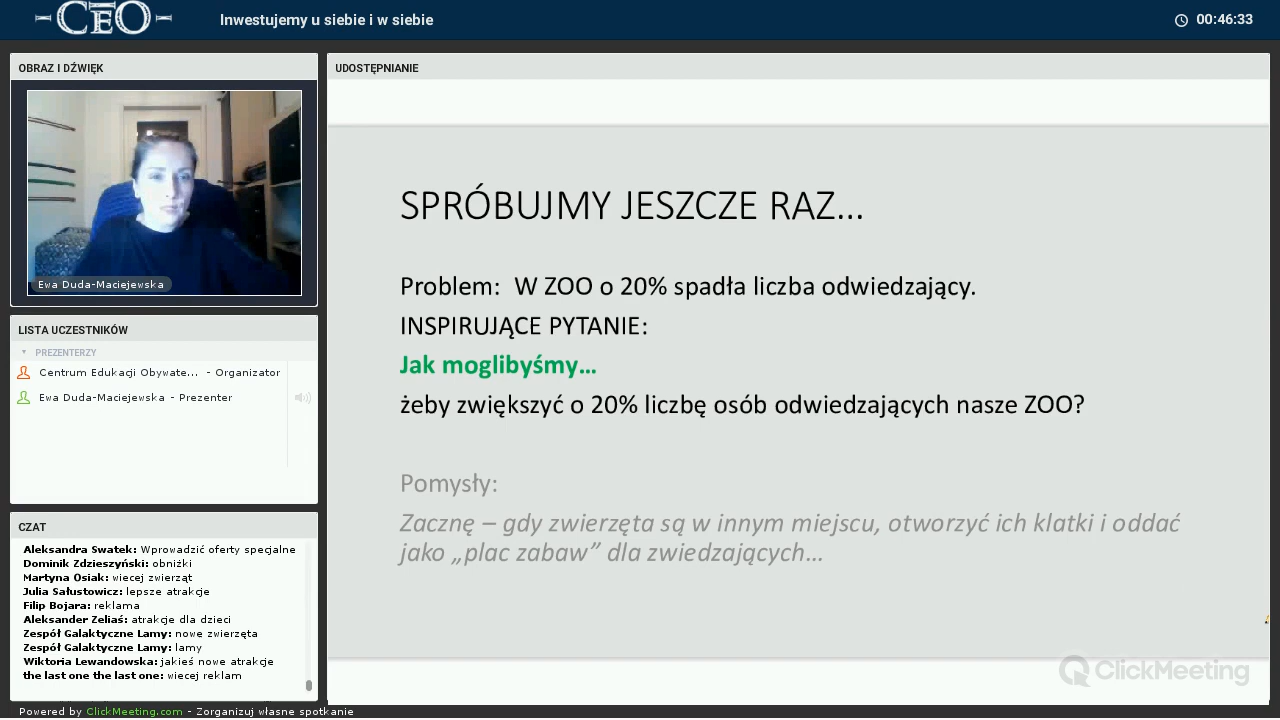 CEO
Inwestujemy u siebie i w siebie
00:46:33
OBRAZ I DŹWIĘK
Ewa Duda-Maciejewska
LISTA UCZESTNIKÓW
PREZENTERZY
Centrum Edukacji Obywate... - Organizator
Ewa Duda-Maciejewska - Prezenter
CZAT
Aleksandra Swatek: Wprowadzić oferty specjalne
Dominik Zdzieszyński: obniżki
Martyna Osiak: wiecej zwierząt
Julia Sałustowicz: lepsze atrakcje
Filip Bojara: reklama
Aleksander Zeliaś: atrakcje dla dzieci
Zespół Galaktyczne Lamy: nowe zwierzęta
Zespół Galaktyczne Lamy: lamy
Wiktoria Lewandowska: jakieś nowe atrakcje
the last one the last one: wiecej reklam
Powered by ClickMeeting.com - Zorganizuj własne spotkanie
UDOSTĘPNIANIE
SPRÓBUJMY JESZCZE RAZ...
Problem: W ZOO o 20% spadła liczba odwiedzający.
INSPIRUJĄCE PYTANIE:
Jak moglibyśmy...
żeby zwiększyć o 20% liczbę osób odwiedzających nasze ZOO?
Pomysły:
Zacznę – gdy zwierzęta są w innym miejscu, otworzyć ich klatki i oddać
jako „plac zabaw” dla zwiedzających...
ClickMeeting